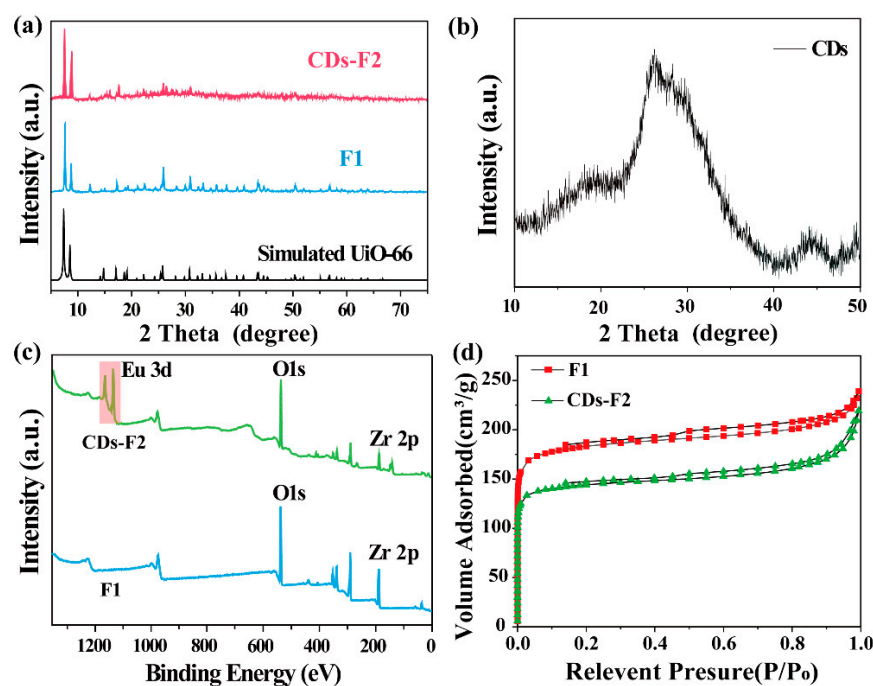 (a)
CDs-F2
F1
Simulated UiO-66
Intensity (a.u.)
10 20 30 40 50 60 70
2 Theta (degree)
(b)
CDs
Intensity (a.u.)
10 20 30 40 50
2 Theta (degree)
(c)
Eu 3d
O1s
CDs-F2
Zr 2p
O1s
Zr 2p
F1
Intensity (a.u.)
1200 1000 800 600 400 200 0
Binding Energy (eV)
(d)
F1
CDs-F2
250
200
150
100
50
0
Volume Adsorbed(cm³/g)
0.0 0.2 0.4 0.6 0.8 1.0
Relevent Presure(P/P₀)